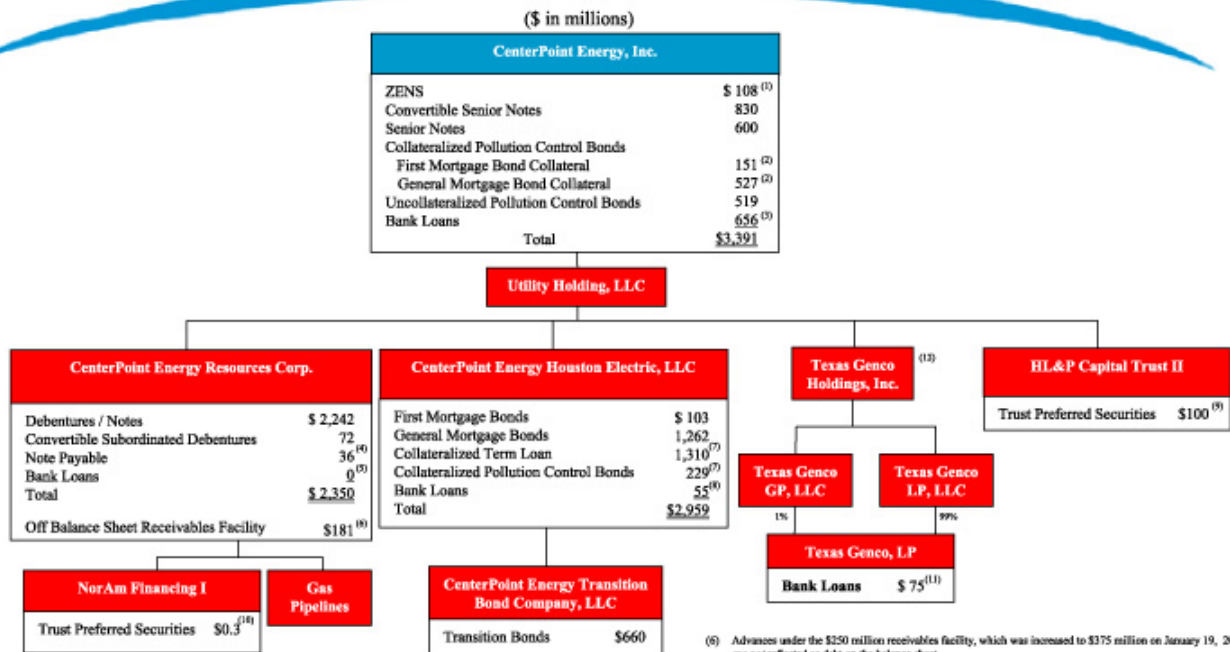 ($ in millions)
CenterPoint Energy, Inc.
ZENS $ 108 (1)
Convertible Senior Notes 830
Senior Notes 600
Collateralized Pollution Control Bonds
First Mortgage Bond Collateral 151 (2)
General Mortgage Bond Collateral 527 (2)
Uncollateralized Pollution Control Bonds 519
Bank Loans 656 (3)
Total $3,391
Utility Holding, LLC
CenterPoint Energy Resources Corp.
Debentures / Notes $ 2,242
Convertible Subordinated Debentures 72
Note Payable 36 (4)
Bank Loans 0 (5)
Total $ 2,350
Off Balance Sheet Receivables Facility $181 (6)
CenterPoint Energy Houston Electric, LLC
First Mortgage Bonds $ 103
General Mortgage Bonds 1,262
Collateralized Term Loan 1,310 (7)
Collateralized Pollution Control Bonds 229 (7)
Bank Loans 55 (8)
Total $2,959
Texas Genco
Holdings, Inc.
(12)
HL&P Capital Trust II
Trust Preferred Securities $100 (9)
Texas Genco
GP, LLC
Texas Genco
LP, LLC
1%
99%
Texas Genco, LP
Bank Loans $ 75 (11)
NorAm Financing I
Trust Preferred Securities $0.3 (10)
Gas
Pipelines
CenterPoint Energy Transition
Bond Company, LLC
Transition Bonds $660
(6) Advances under the $250 million receivables facility, which was increased to $375 million on January 19,